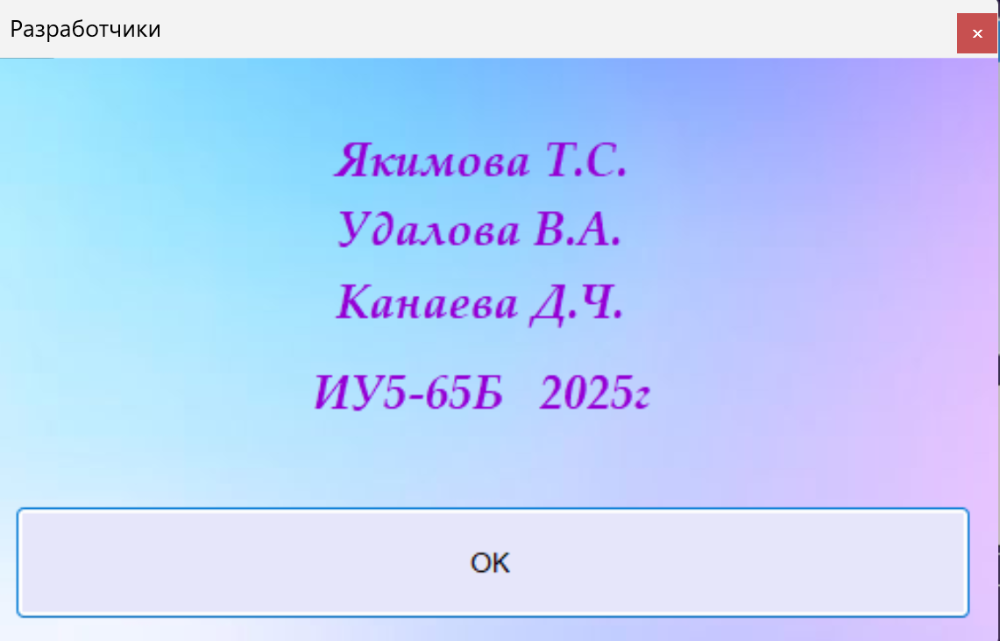 Разработчики
Якимова Т.С.
Удалова В.А.
Канаева Д.Ч.
ИУ5-65Б 2025г
OK